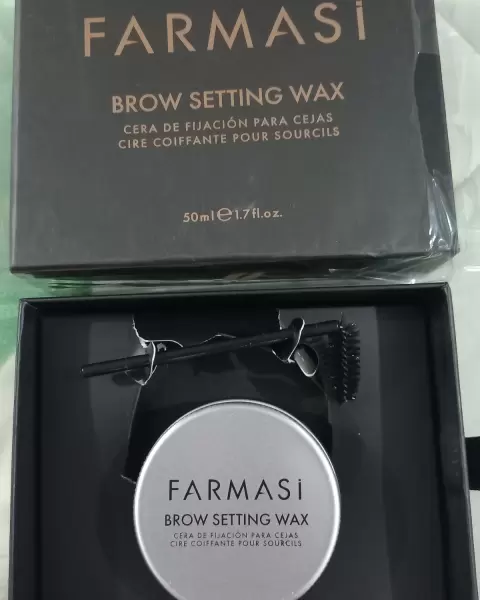 FARMASi
BROW SETTING WAX
CERA DE FIJACIÓN PARA CEJAS
CIRE COIFFANTE POUR SOURCILS
50ml℮1.7fl.oz.
FARMASi
BROW SETTING WAX
CERA DE FIJACIÓN PARA CEJAS
CIRE COIFFANTE POUR SOURCILS